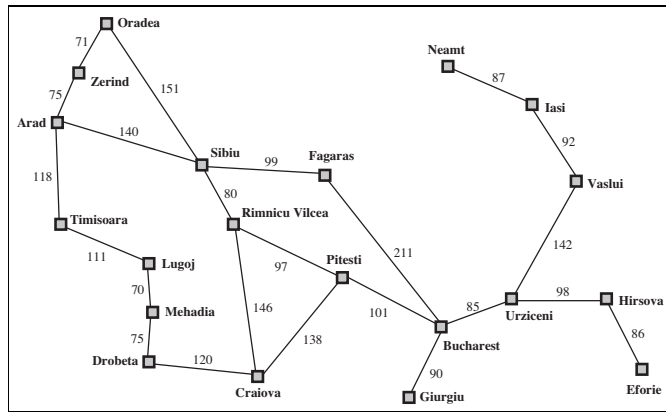 Oradea
71
Neamt
87
Zerind
151
75
Iasi
Arad
140
92
Sibiu
Fagaras
99
118
Vaslui
80
Timisoara
Rimnicu Vilcea
142
111
Pitesti
211
Lugoj
97
70
98
Hirsova
85
Mehadia
146
101
Urziceni
86
75
138
Bucharest
120
Drobeta
90
Eforie
Craiova
Giurgiu